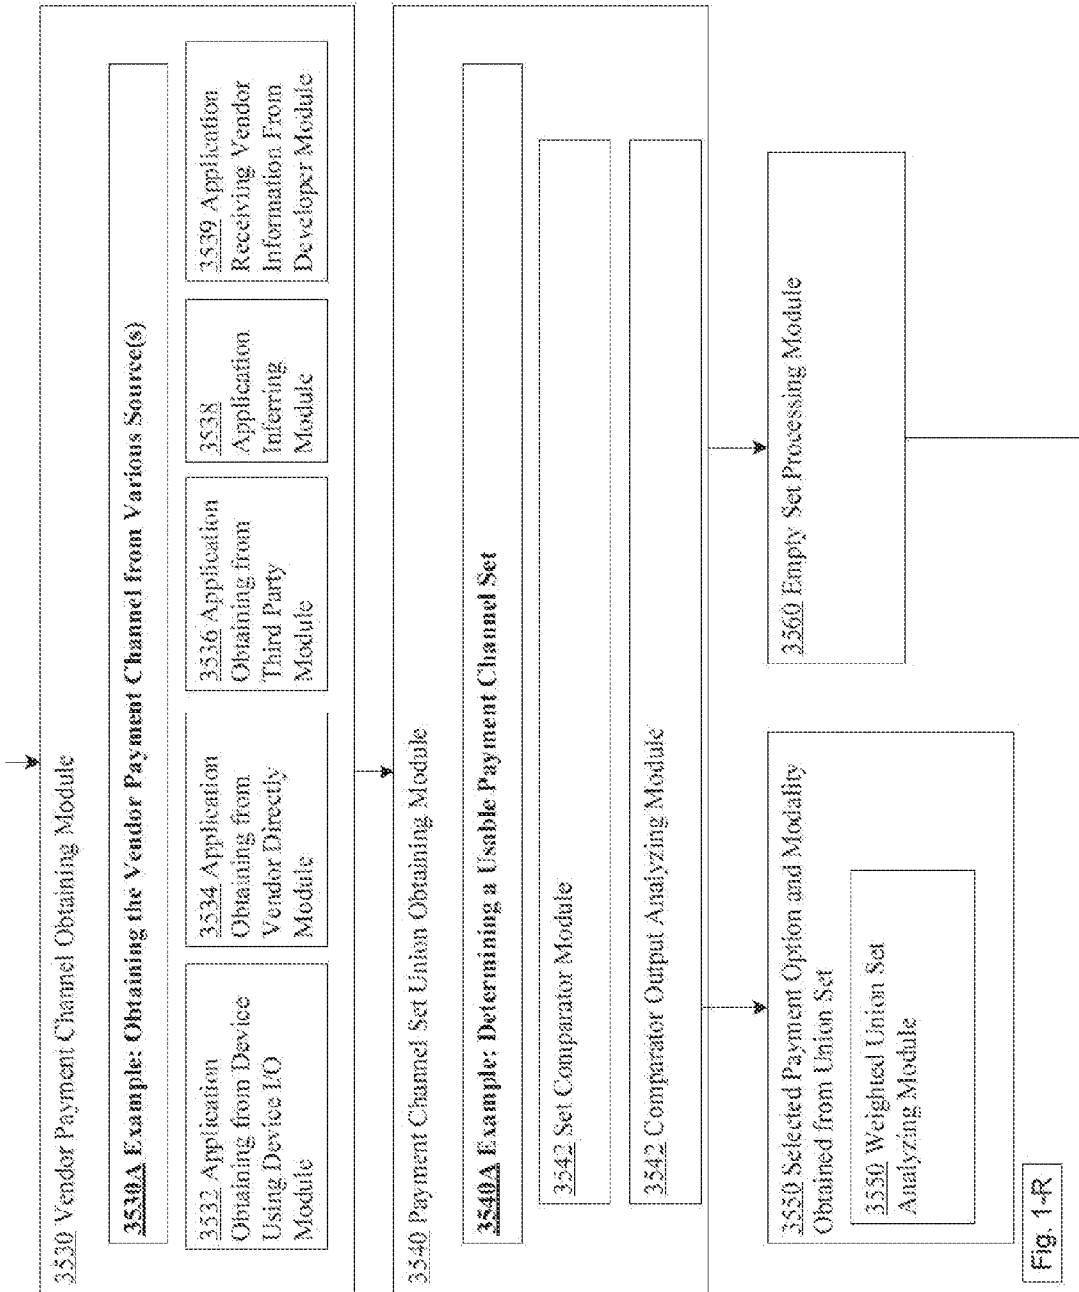 3530 Vendor Payment Channel Obtaining Module
3530A Example: Obtaining the Vendor Payment Channel from Various Source(s)
3532 Application
Obtaining from Device
Using Device I/O
Module
3534 Application
Obtaining from
Vendor Directly
Module
3536 Application
Obtaining from
Third Party
Module
3538
Application
Inferring
Module
3539 Application
Receiving Vendor
Information From
Developer Module
3540 Payment Channel Set Union Obtaining Module
3540A Example: Determining a Usable Payment Channel Set
3542 Set Comparator Module
3542 Comparator Output Analyzing Module
3550 Selected Payment Option and Modality
Obtained from Union Set
3550 Weighted Union Set
Analyzing Module
3560 Empty Set Processing Module
Fig. 1-R